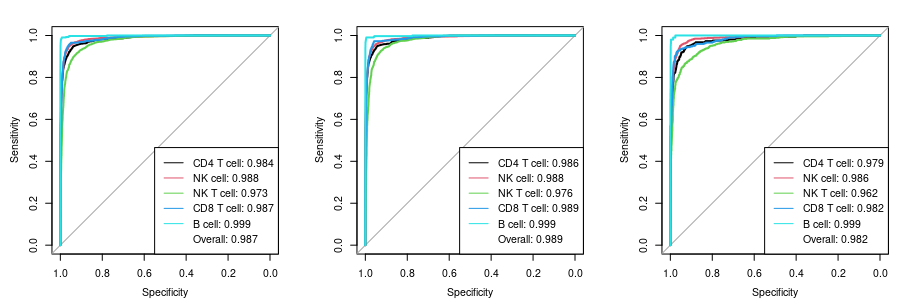 Sensitivity
1.0
0.8
0.6
0.4
0.2
0.0
CD4 T cell: 0.984
NK cell: 0.988
NK T cell: 0.973
CD8 T cell: 0.987
B cell: 0.999
Overall: 0.987
1.0 0.8 0.6 0.4 0.2 0.0
Specificity
Sensitivity
1.0
0.8
0.6
0.4
0.2
0.0
CD4 T cell: 0.986
NK cell: 0.988
NK T cell: 0.976
CD8 T cell: 0.989
B cell: 0.999
Overall: 0.989
1.0 0.8 0.6 0.4 0.2 0.0
Specificity
Sensitivity
1.0
0.8
0.6
0.4
0.2
0.0
CD4 T cell: 0.979
NK cell: 0.986
NK T cell: 0.962
CD8 T cell: 0.982
B cell: 0.999
Overall: 0.982
1.0 0.8 0.6 0.4 0.2 0.0
Specificity